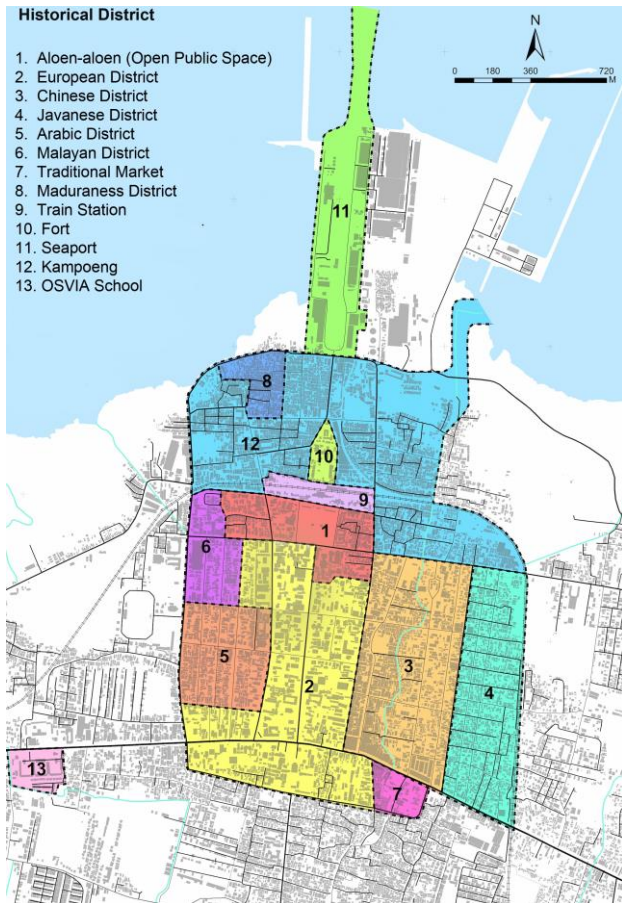 Historical District
1. Aloen-aloen (Open Public Space)
2. European District
3. Chinese District
4. Javanese District
5. Arabic District
6. Malayan District
7. Traditional Market
8. Maduraness District
9. Train Station
10. Fort
11. Seaport
12. Kampoeng
13. OSVIA School
N
0 180 360 720
M
11
8
12
10
9
1
6
5
3
2
4
13
7